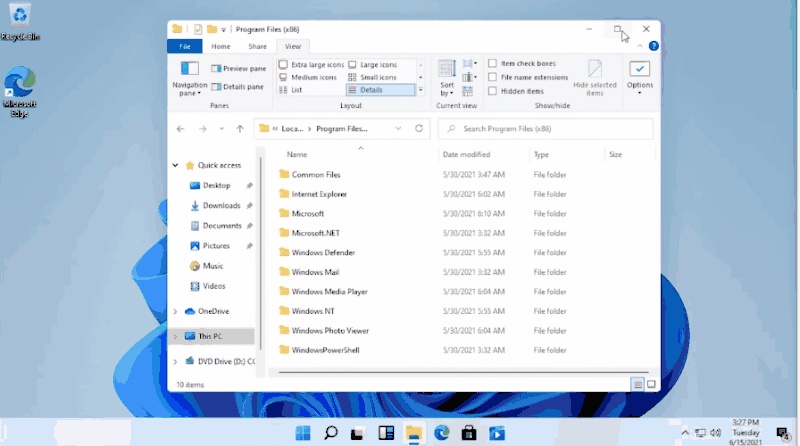 Recycle Bin
Microsoft
Edge
Program Files (x86)
File Home Share View
Navigation
pane
Preview pane
Details pane
Panes
Extra large icons Large icons
Medium icons Small icons
List Details
Layout
Sort
by
Current view
Item check boxes
File name extensions
Hidden items
Hide selected
items
Show/hide
Options
« Loca... › Program Files...
Search Program Files (x86)
Quick access
Desktop
Downloads
Documents
Pictures
Music
Videos
OneDrive
This PC
DVD Drive (D:) CC
Name Date modified Type Size
Common Files 5/30/2021 3:47 AM File folder
Internet Explorer 5/30/2021 6:02 AM File folder
Microsoft 5/30/2021 6:10 AM File folder
Microsoft.NET 5/30/2021 3:32 AM File folder
Windows Defender 5/30/2021 5:55 AM File folder
Windows Mail 5/30/2021 3:32 AM File folder
Windows Media Player 5/30/2021 6:04 AM File folder
Windows NT 5/30/2021 5:55 AM File folder
Windows Photo Viewer 5/30/2021 6:04 AM File folder
WindowsPowerShell 5/30/2021 3:32 AM File folder
10 items
3:27 PM
Tuesday
6/15/2021
4